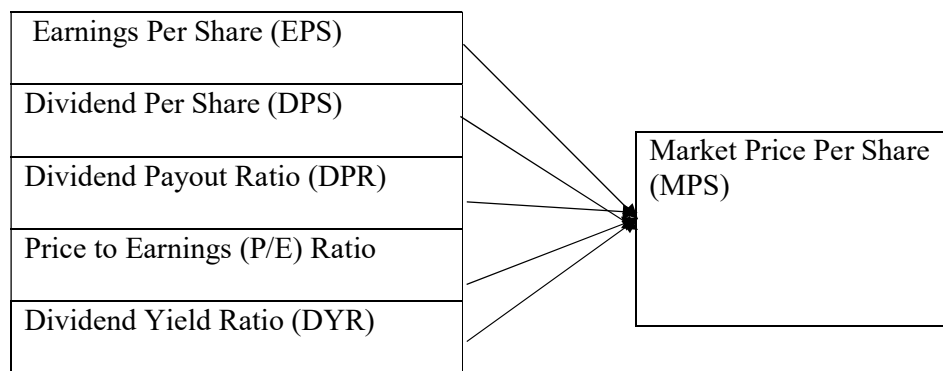 Earnings Per Share (EPS)
Dividend Per Share (DPS)
Dividend Payout Ratio (DPR)
Price to Earnings (P/E) Ratio
Dividend Yield Ratio (DYR)
Market Price Per Share
(MPS)